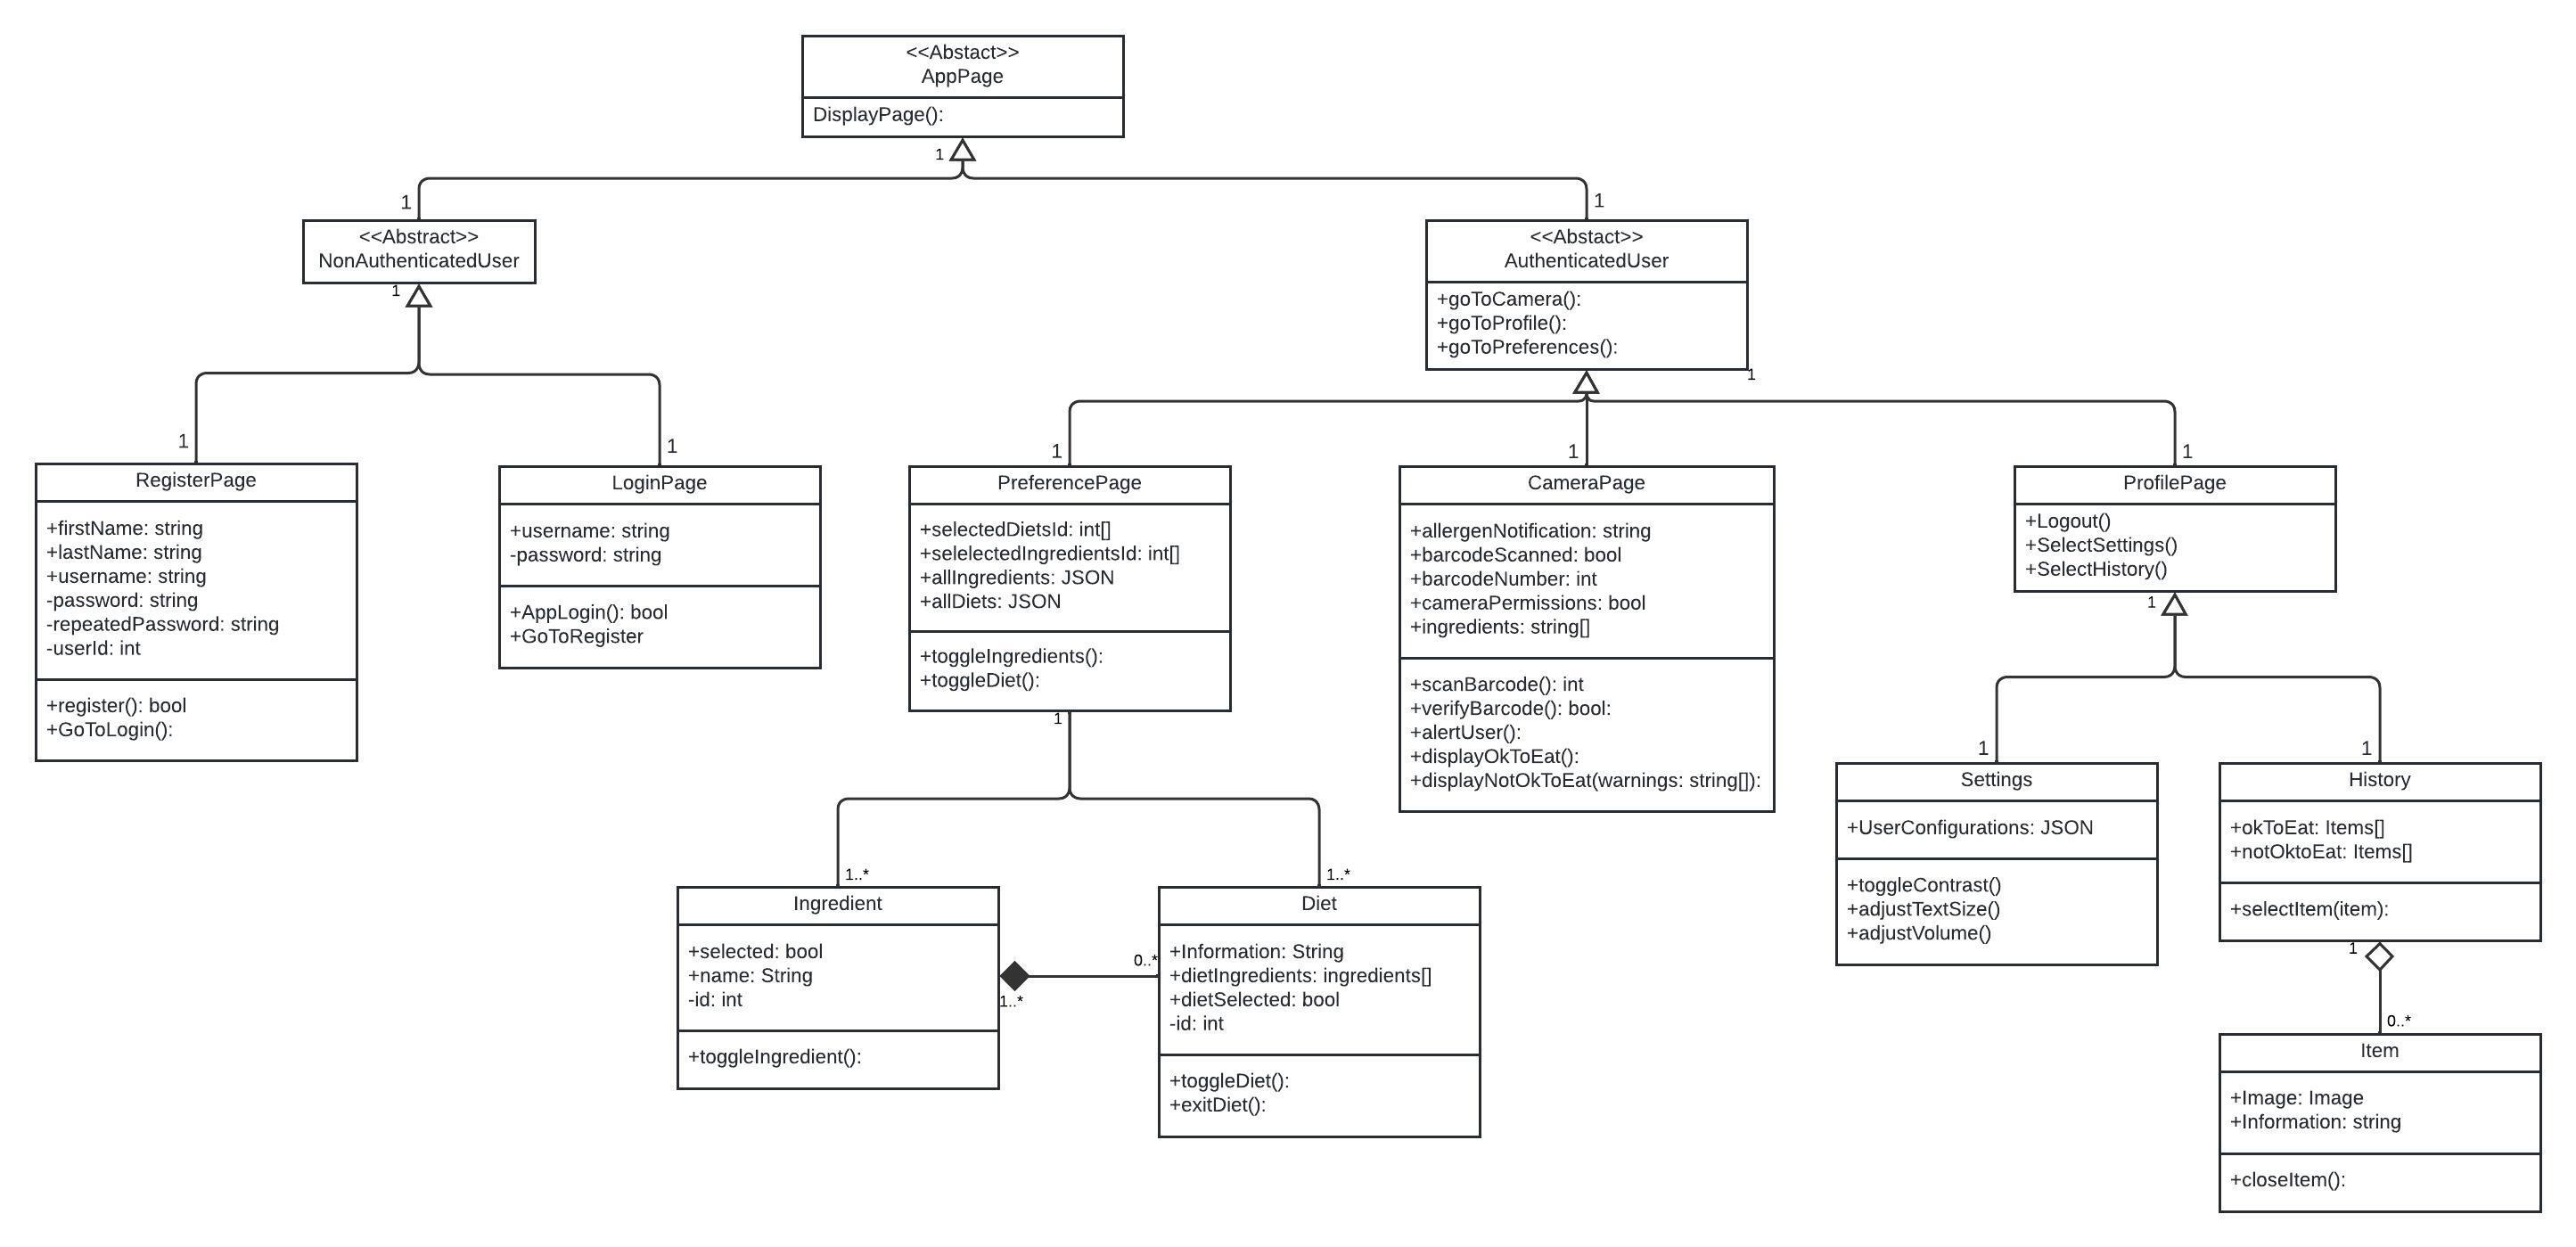 <<Abstact>>
AppPage
DisplayPage():
1
1
1
<<Abstract>>
NonAuthenticatedUser
1
<<Abstact>>
AuthenticatedUser
+goToCamera():
+goToProfile():
+goToPreferences():
1
1
1
1
1
1
RegisterPage
+firstName: string
+lastName: string
+username: string
-password: string
-repeatedPassword: string
-userId: int
+register(): bool
+GoToLogin():
LoginPage
+username: string
-password: string
+AppLogin(): bool
+GoToRegister
PreferencePage
+selectedDietsId: int[]
+selelectedIngredientsId: int[]
+allIngredients: JSON
+allDiets: JSON
+toggleIngredients():
+toggleDiet():
1
CameraPage
+allergenNotification: string
+barcodeScanned: bool
+barcodeNumber: int
+cameraPermissions: bool
+ingredients: string[]
+scanBarcode(): int
+verifyBarcode(): bool:
+alertUser():
+displayOkToEat():
+displayNotOkToEat(warnings: string[]):
ProfilePage
+Logout()
+SelectSettings()
+SelectHistory()
1
1
1
1..*
1..*
Ingredient
+selected: bool
+name: String
-id: int
+toggleIngredient():
1..*
0..*
Diet
+Information: String
+dietIngredients: ingredients[]
+dietSelected: bool
-id: int
+toggleDiet():
+exitDiet():
Settings
+UserConfigurations: JSON
+toggleContrast()
+adjustTextSize()
+adjustVolume()
History
+okToEat: Items[]
+notOktoEat: Items[]
+selectItem(item):
1
0..*
Item
+Image: Image
+Information: string
+closeItem():